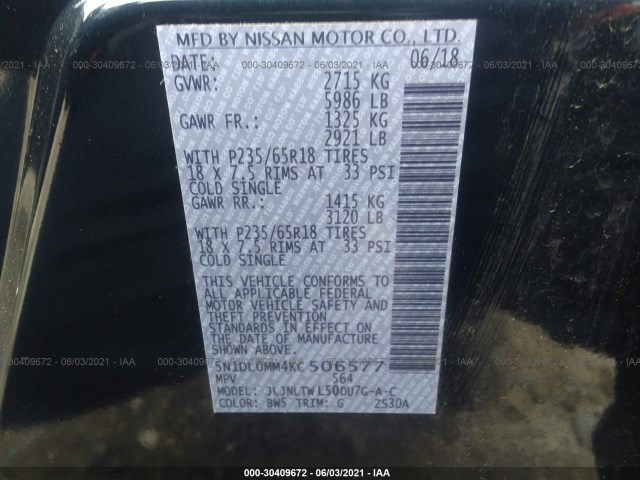 MFD BY NISSAN MOTOR CO., LTD.
DATE: 06/18
GVWR: 2715 KG
5986 LB
GAWR FR.: 1325 KG
2921 LB
WITH P235/65R18 TIRES
18 X 7.5 RIMS AT 33 PSI
COLD SINGLE
GAWR RR.: 1415 KG
3120 LB
WITH P235/65R18 TIRES
18 X 7.5 RIMS AT 33 PSI
COLD SINGLE
THIS VEHICLE CONFORMS TO
ALL APPLICABLE FEDERAL
MOTOR VEHICLE SAFETY AND
THEFT PREVENTION
STANDARDS IN EFFECT ON
THE DATE OF MANUFACTURE
SHOWN ABOVE.
5N1DL0MM4KC506577
MPV S64
MODEL: JLJNLTWL50OU7G-A-C
COLOR: BW5 TRIM: G ZS30A
000-30409672 - 06/03/2021 - IAA